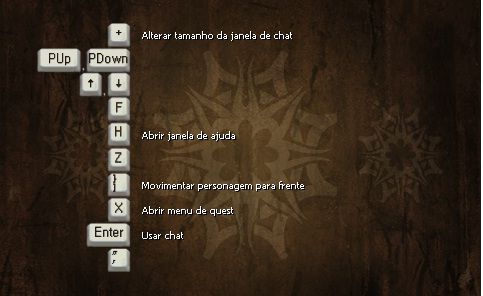 + Alterar tamanho da janela de chat
PUp , PDown
↑ , ↓
F
H Abrir janela de ajuda
Z
} Movimentar personagem para frente
X Abrir menu de quest
Enter Usar chat
" ;